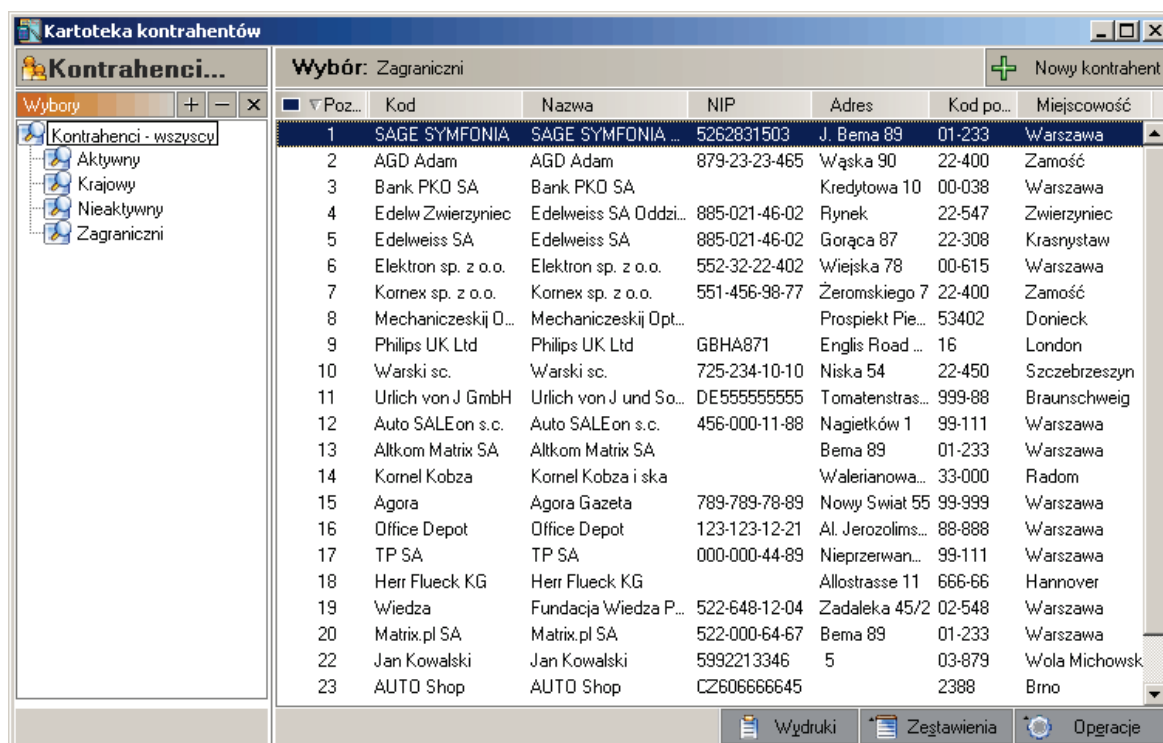 Kartoteka kontrahentów
Kontrahenci...
Wybór: Zagraniczni
Nowy kontrahent
Wybory
Kontrahenci - wszyscy
Aktywny
Krajowy
Nieaktywny
Zagraniczni
Poz... Kod Nazwa NIP Adres Kod po... Miejscowość
1 SAGE SYMFONIA SAGE SYMFONIA ... 5262831503 J. Bema 89 01-233 Warszawa
2 AGD Adam AGD Adam 879-23-23-465 Wąska 90 22-400 Zamość
3 Bank PKO SA Bank PKO SA Kredytowa 10 00-038 Warszawa
4 Edelw Zwierzyniec Edelweiss SA Oddzi... 885-021-46-02 Rynek 22-547 Zwierzyniec
5 Edelweiss SA Edelweiss SA 885-021-46-02 Gorąca 87 22-308 Krasnystaw
6 Elektron sp. z o.o. Elektron sp. z o.o. 552-32-22-402 Wiejska 78 00-615 Warszawa
7 Kornex sp. z o.o. Kornex sp. z o.o. 551-456-98-77 Żeromskiego 7 22-400 Zamość
8 Mechaniczeskij O... Mechaniczeskij Opt... Prospiekt Pie... 53402 Donieck
9 Philips UK Ltd Philips UK Ltd GBHA871 Englis Road ... 16 London
10 Warski sc. Warski sc. 725-234-10-10 Niska 54 22-450 Szczebrzeszyn
11 Urlich von J GmbH Urlich von J und So... DE555555555 Tomatenstras... 999-88 Braunschweig
12 Auto SALEon s.c. Auto SALEon s.c. 456-000-11-88 Nagietków 1 99-111 Warszawa
13 Altkom Matrix SA Altkom Matrix SA Bema 89 01-233 Warszawa
14 Kornel Kobza Kornel Kobza i ska Walerianowa... 33-000 Radom
15 Agora Agora Gazeta 789-789-78-89 Nowy Swiat 55 99-999 Warszawa
16 Office Depot Office Depot 123-123-12-21 Al. Jerozolims... 88-888 Warszawa
17 TP SA TP SA 000-000-44-89 Nieprzerwan... 99-111 Warszawa
18 Herr Flueck KG Herr Flueck KG Allostrasse 11 666-66 Hannover
19 Wiedza Fundacja Wiedza P... 522-648-12-04 Zadaleka 45/2 02-548 Warszawa
20 Matrix.pl SA Matrix.pl SA 522-000-64-67 Bema 89 01-233 Warszawa
22 Jan Kowalski Jan Kowalski 5992213346 5 03-879 Wola Michowsk
23 AUTO Shop AUTO Shop CZ606666645 2388 Brno
Wydruki Zestawienia Operacje